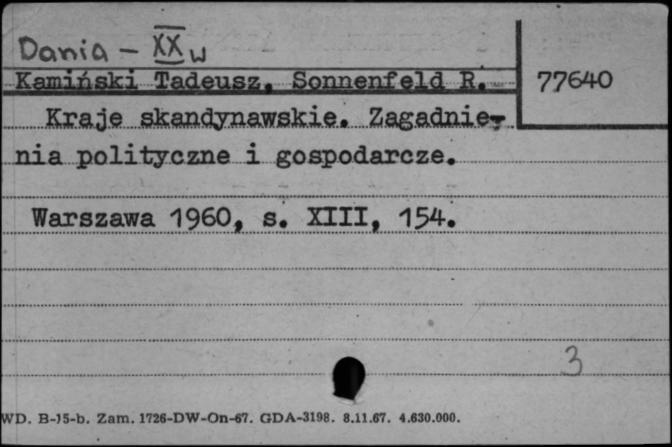 Dania - XX w
Kamiński Tadeusz, Sonnenfeld R.
77640
Kraje skandynawskie. Zagadnie-
nia polityczne i gospodarcze.
Warszawa 1960, s. XIII, 154.
3
WD. B-15-b. Zam. 1726-DW-On-67. GDA-3198. 8.11.67. 4.630.000.